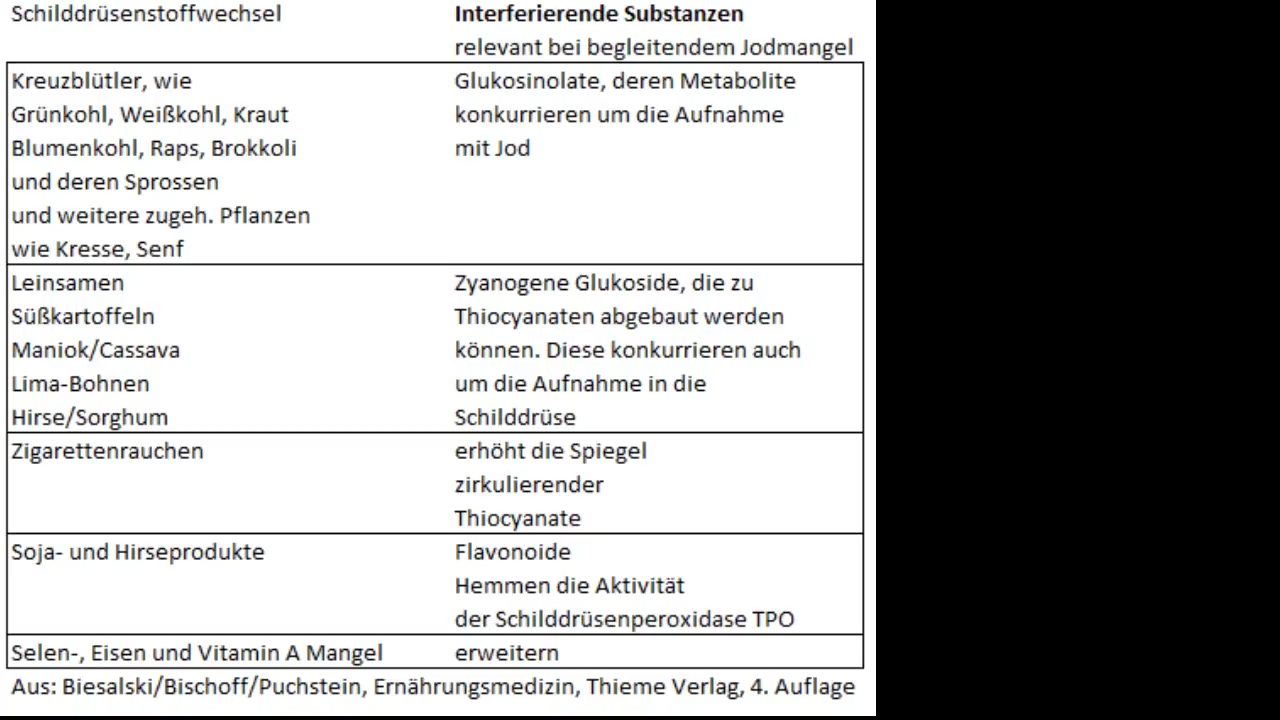 Schilddrüsenstoffwechsel Interferierende Substanzen
relevant bei begleitendem Jodmangel
Kreuzblütler, wie Glukosinolate, deren Metabolite
Grünkohl, Weißkohl, Kraut konkurrieren um die Aufnahme
Blumenkohl, Raps, Brokkoli mit Jod
und deren Sprossen
und weitere zugeh. Pflanzen
wie Kresse, Senf
Leinsamen Zyanogene Glukoside, die zu
Süßkartoffeln Thiocyanaten abgebaut werden
Maniok/Cassava können. Diese konkurrieren auch
Lima-Bohnen um die Aufnahme in die
Hirse/Sorghum Schilddrüse
Zigarettenrauchen erhöht die Spiegel
zirkulierender
Thiocyanate
Soja- und Hirseprodukte Flavonoide
Hemmen die Aktivität
der Schilddrüsenperoxidase TPO
Selen-, Eisen und Vitamin A Mangel erweitern
Aus: Biesalski/Bischoff/Puchstein, Ernährungsmedizin, Thieme Verlag, 4. Auflage